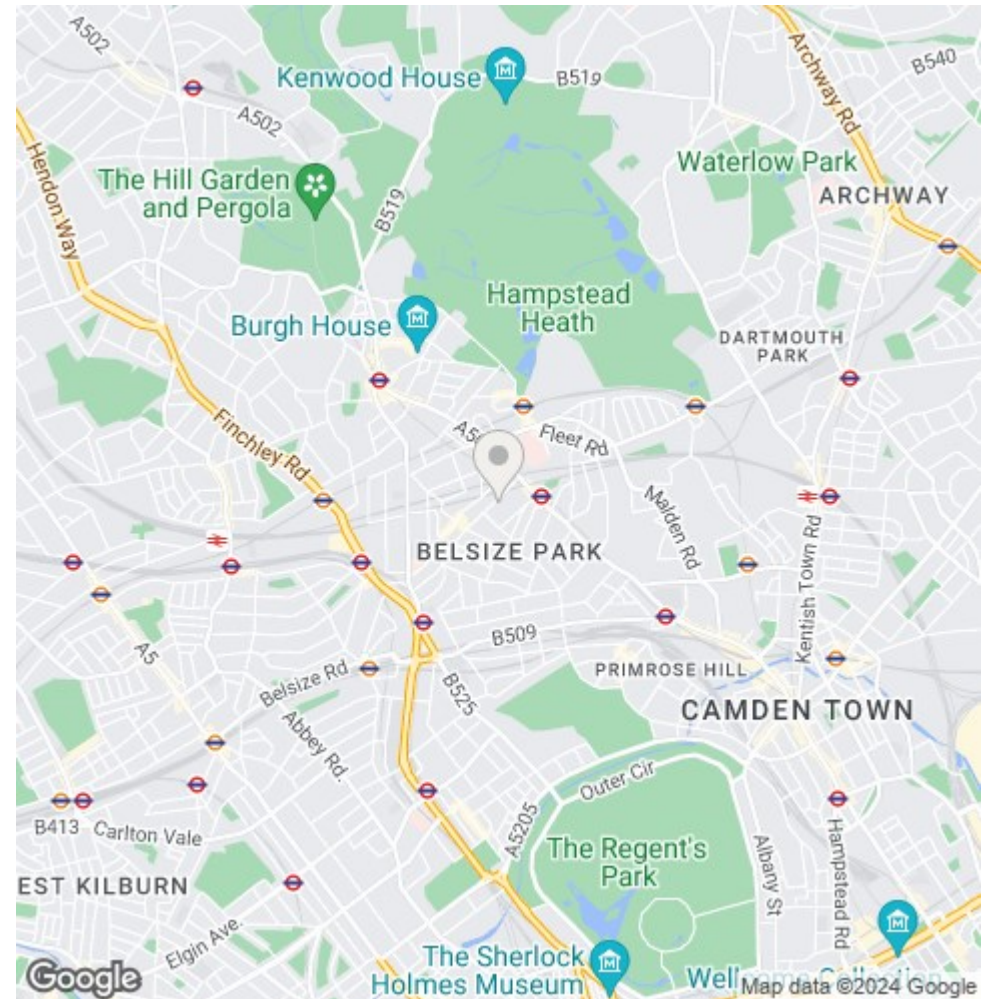 A502
Kenwood House
B519
Archway Rd
B540
A502
Hendon Way
The Hill Garden
and Pergola
B519
Waterlow Park
ARCHWAY
Hampstead
Heath
Burgh House
DARTMOUTH
PARK
Finchley Rd
Fleet Rd
Malden Rd
BELSIZE PARK
Kentish Town Rd
A5
B509
Belsize Rd
B525
PRIMROSE HILL
Abbey Rd.
CAMDEN TOWN
Outer Cir
B413
Carlton Vale
A5205
The Regent's
Park
Albany St
Hampstead Rd
EST KILBURN
Elgin Ave.
The Sherlock
Holmes Museum
Google
Map data ©2024 Google